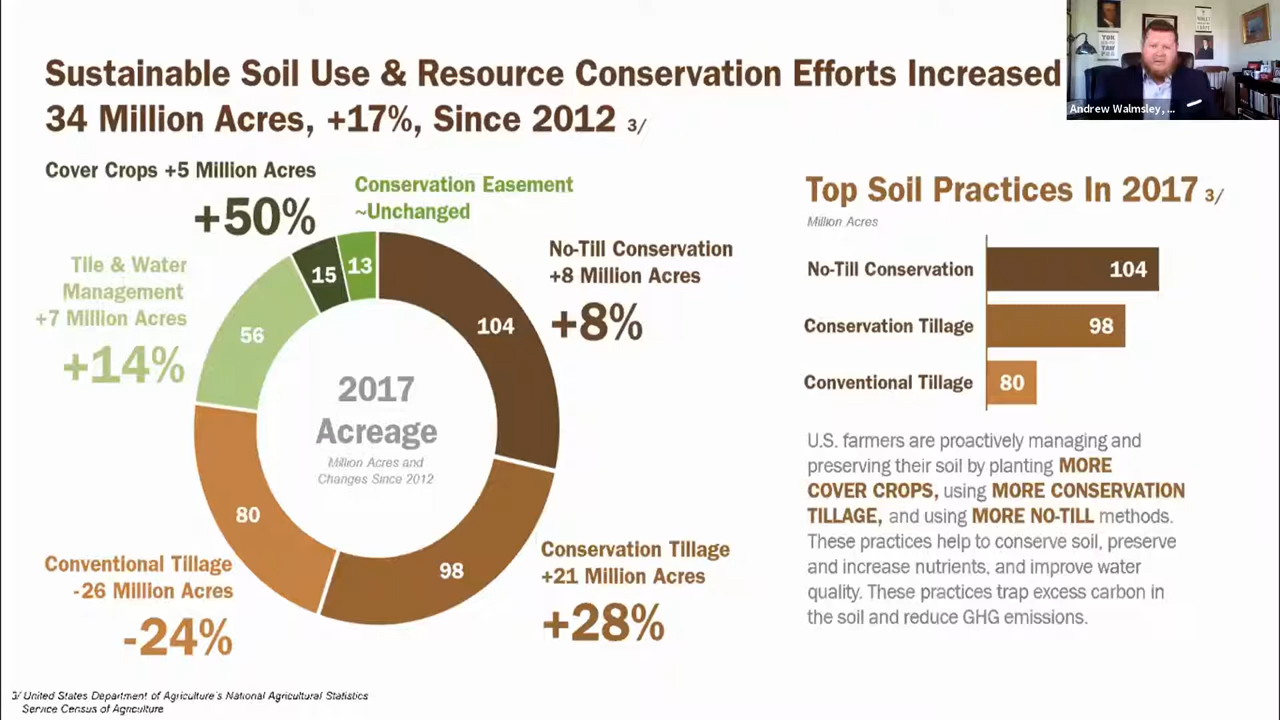 Sustainable Soil Use & Resource Conservation Efforts Increased
34 Million Acres, +17%, Since 2012 3/
Andrew Walmsley, ...
Cover Crops +5 Million Acres
+50%
Conservation Easement
~Unchanged
Tile & Water
Management
+7 Million Acres
+14%
No-Till Conservation
+8 Million Acres
+8%
15
13
56
104
80
98
2017
Acreage
Million Acres and
Changes Since 2012
Conventional Tillage
-26 Million Acres
-24%
Conservation Tillage
+21 Million Acres
+28%
Top Soil Practices In 2017 3/
Million Acres
No-Till Conservation 104
Conservation Tillage 98
Conventional Tillage 80
U.S. farmers are proactively managing and
preserving their soil by planting MORE
COVER CROPS, using MORE CONSERVATION
TILLAGE, and using MORE NO-TILL methods.
These practices help to conserve soil, preserve
and increase nutrients, and improve water
quality. These practices trap excess carbon in
the soil and reduce GHG emissions.
3/ United States Department of Agriculture's National Agricultural Statistics
Service Census of Agriculture